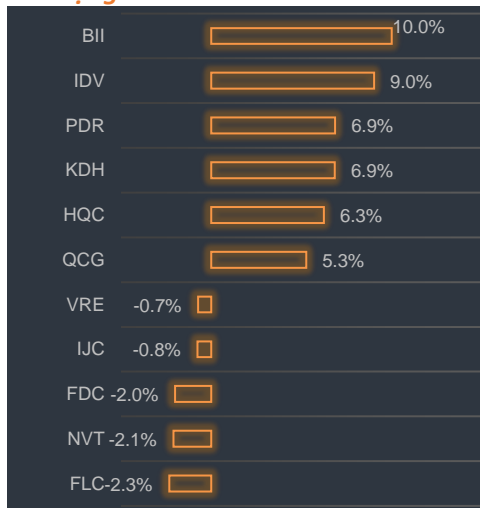 BII 10.0%
IDV 9.0%
PDR 6.9%
KDH 6.9%
HQC 6.3%
QCG 5.3%
VRE -0.7%
IJC -0.8%
FDC -2.0%
NVT -2.1%
FLC -2.3%